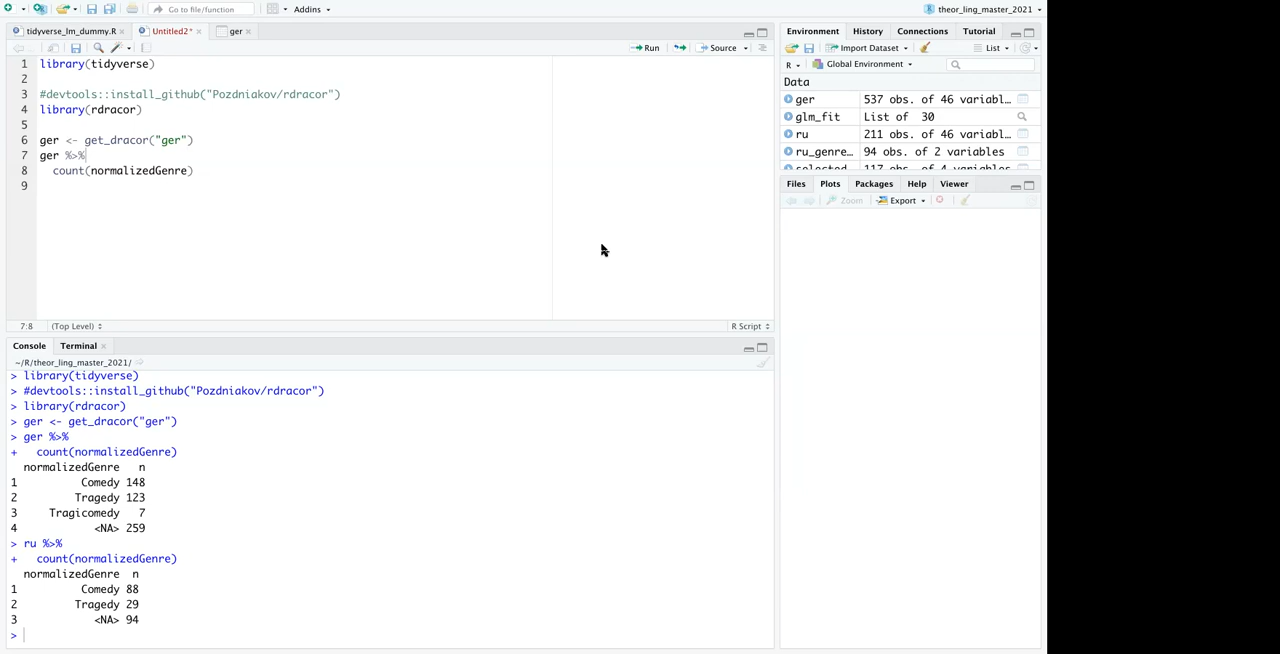 Go to file/function
Addins
theor_ling_master_2021
tidyverse_lm_dummy.R
Untitled2*
ger
Run
Source
1 library(tidyverse)
2
3 #devtools::install_github("Pozdniakov/rdracor")
4 library(rdracor)
5
6 ger <- get_dracor("ger")
7 ger %>%
8 count(normalizedGenre)
9
7:8 (Top Level) R Script
Console Terminal
~/R/theor_ling_master_2021/
> library(tidyverse)
> #devtools::install_github("Pozdniakov/rdracor")
> library(rdracor)
> ger <- get_dracor("ger")
> ger %>%
+ count(normalizedGenre)
normalizedGenre n
1 Comedy 148
2 Tragedy 123
3 Tragicomedy 7
4 <NA> 259
> ru %>%
+ count(normalizedGenre)
normalizedGenre n
1 Comedy 88
2 Tragedy 29
3 <NA> 94
>
Environment History Connections Tutorial
Import Dataset List
R Global Environment
Data
ger 537 obs. of 46 variabl…
glm_fit List of 30
ru 211 obs. of 46 variabl…
ru_genre… 94 obs. of 2 variables
selected 117 obs. of 4 variables
Files Plots Packages Help Viewer
Zoom Export